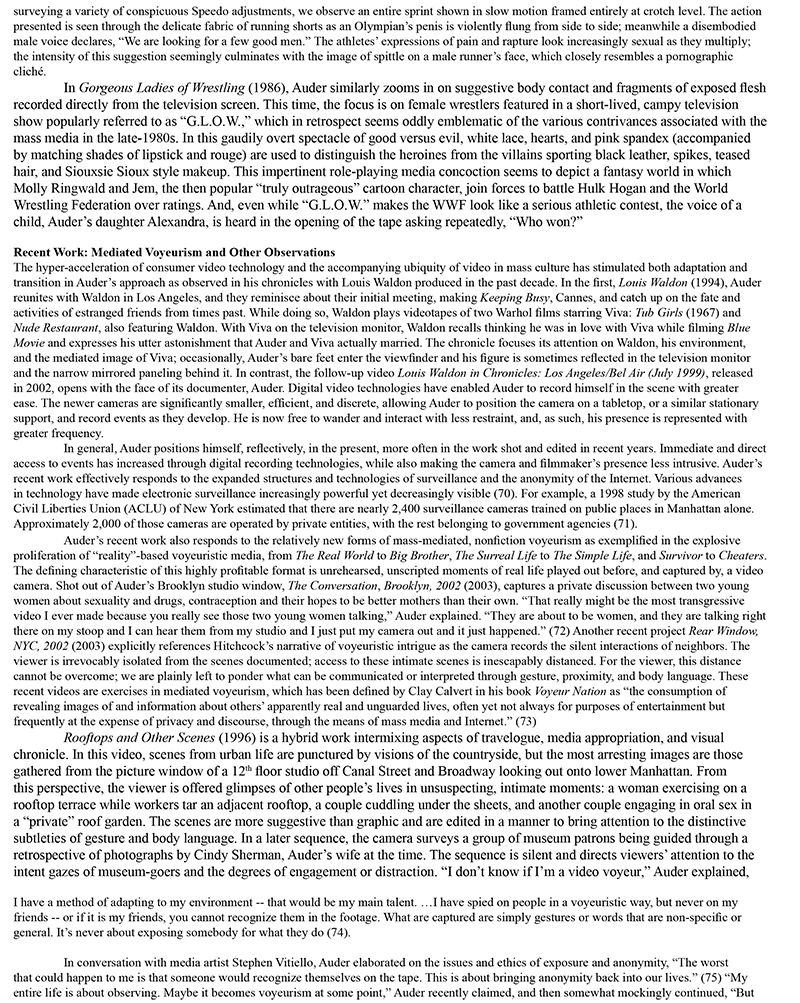 surveying a variety of conspicuous Speedo adjustments, we observe an entire sprint shown in slow motion framed entirely at crotch level. The action
presented is seen through the delicate fabric of running shorts as an Olympian's penis is violently flung from side to side; meanwhile a disembodied
male voice declares, “We are looking for a few good men.” The athletes' expressions of pain and rapture look increasingly sexual as they multiply;
the intensity of this suggestion seemingly culminates with the image of spittle on a male runner's face, which closely resembles a pornographic
cliché.
In Gorgeous Ladies of Wrestling (1986), Auder similarly zooms in on suggestive body contact and fragments of exposed flesh
recorded directly from the television screen. This time, the focus is on female wrestlers featured in a short-lived, campy television
show popularly referred to as “G.L.O.W.,” which in retrospect seems oddly emblematic of the various contrivances associated with the
mass media in the late-1980s. In this gaudily overt spectacle of good versus evil, white lace, hearts, and pink spandex (accompanied
by matching shades of lipstick and rouge) are used to distinguish the heroines from the villains sporting black leather, spikes, teased
hair, and Siouxsie Sioux style makeup. This impertinent role-playing media concoction seems to depict a fantasy world in which
Molly Ringwald and Jem, the then popular “truly outrageous” cartoon character, join forces to battle Hulk Hogan and the World
Wrestling Federation over ratings. And, even while “G.L.O.W.” makes the WWF look like a serious athletic contest, the voice of a
child, Auder's daughter Alexandra, is heard in the opening of the tape asking repeatedly, “Who won?”
Recent Work: Mediated Voyeurism and Other Observations
The hyper-acceleration of consumer video technology and the accompanying ubiquity of video in mass culture has stimulated both adaptation and
transition in Auder's approach as observed in his chronicles with Louis Waldon produced in the past decade. In the first, Louis Waldon (1994), Auder
reunites with Waldon in Los Angeles, and they reminisce about their initial meeting, making Keeping Busy, Cannes, and catch up on the fate and
activities of estranged friends from times past. While doing so, Waldon plays videotapes of two Warhol films starring Viva: Tub Girls (1967) and
Nude Restaurant, also featuring Waldon. With Viva on the television monitor, Waldon recalls thinking he was in love with Viva while filming Blue
Movie and expresses his utter astonishment that Auder and Viva actually married. The chronicle focuses its attention on Waldon, his environment,
and the mediated image of Viva; occasionally, Auder's bare feet enter the viewfinder and his figure is sometimes reflected in the television monitor
and the narrow mirrored paneling behind it. In contrast, the follow-up video Louis Waldon in Chronicles: Los Angeles/Bel Air (July 1999), released
in 2002, opens with the face of its documenter, Auder. Digital video technologies have enabled Auder to record himself in the scene with greater
ease. The newer cameras are significantly smaller, efficient, and discrete, allowing Auder to position the camera on a tabletop, or a similar stationary
support, and record events as they develop. He is now free to wander and interact with less restraint, and, as such, his presence is represented with
greater frequency.
In general, Auder positions himself, reflectively, in the present, more often in the work shot and edited in recent years. Immediate and direct
access to events has increased through digital recording technologies, while also making the camera and filmmaker's presence less intrusive. Auder's
recent work effectively responds to the expanded structures and technologies of surveillance and the anonymity of the Internet. Various advances
in technology have made electronic surveillance increasingly powerful yet decreasingly visible (70). For example, a 1998 study by the American
Civil Liberties Union (ACLU) of New York estimated that there are nearly 2,400 surveillance cameras trained on public places in Manhattan alone.
Approximately 2,000 of those cameras are operated by private entities, with the rest belonging to government agencies (71).
Auder's recent work also responds to the relatively new forms of mass-mediated, nonfiction voyeurism as exemplified in the explosive
proliferation of “reality”-based voyeuristic media, from The Real World to Big Brother, The Surreal Life to The Simple Life, and Survivor to Cheaters.
The defining characteristic of this highly profitable format is unrehearsed, unscripted moments of real life played out before, and captured by, a video
camera. Shot out of Auder's Brooklyn studio window, The Conversation, Brooklyn, 2002 (2003), captures a private discussion between two young
women about sexuality and drugs, contraception and their hopes to be better mothers than their own. “That really might be the most transgressive
video I ever made because you really see those two young women talking,” Auder explained. “They are about to be women, and they are talking right
there on my stoop and I can hear them from my studio and I just put my camera out and it just happened.” (72) Another recent project Rear Window,
NYC, 2002 (2003) explicitly references Hitchcock's narrative of voyeuristic intrigue as the camera records the silent interactions of neighbors. The
viewer is irrevocably isolated from the scenes documented; access to these intimate scenes is inescapably distanced. For the viewer, this distance
cannot be overcome; we are plainly left to ponder what can be communicated or interpreted through gesture, proximity, and body language. These
recent videos are exercises in mediated voyeurism, which has been defined by Clay Calvert in his book Voyeur Nation as “the consumption of
revealing images of and information about others' apparently real and unguarded lives, often yet not always for purposes of entertainment but
frequently at the expense of privacy and discourse, through the means of mass media and Internet.” (73)
Rooftops and Other Scenes (1996) is a hybrid work intermixing aspects of travelogue, media appropriation, and visual
chronicle. In this video, scenes from urban life are punctured by visions of the countryside, but the most arresting images are those
gathered from the picture window of a 12th floor studio off Canal Street and Broadway looking out onto lower Manhattan. From
this perspective, the viewer is offered glimpses of other people's lives in unsuspecting, intimate moments: a woman exercising on a
rooftop terrace while workers tar an adjacent rooftop, a couple cuddling under the sheets, and another couple engaging in oral sex in
a “private” roof garden. The scenes are more suggestive than graphic and are edited in a manner to bring attention to the distinctive
subtleties of gesture and body language. In a later sequence, the camera surveys a group of museum patrons being guided through a
retrospective of photographs by Cindy Sherman, Auder's wife at the time. The sequence is silent and directs viewers' attention to the
intent gazes of museum-goers and the degrees of engagement or distraction. “I don't know if I'm a video voyeur,” Auder explained,
I have a method of adapting to my environment -- that would be my main talent. …I have spied on people in a voyeuristic way, but never on my
friends -- or if it is my friends, you cannot recognize them in the footage. What are captured are simply gestures or words that are non-specific or
general. It's never about exposing somebody for what they do (74).
In conversation with media artist Stephen Vitiello, Auder elaborated on the issues and ethics of exposure and anonymity, “The worst
that could happen to me is that someone would recognize themselves on the tape. This is about bringing anonymity back into our lives.” (75) “My
entire life is about observing. Maybe it becomes voyeurism at some point,” Auder recently claimed, and then somewhat mockingly continued, “But